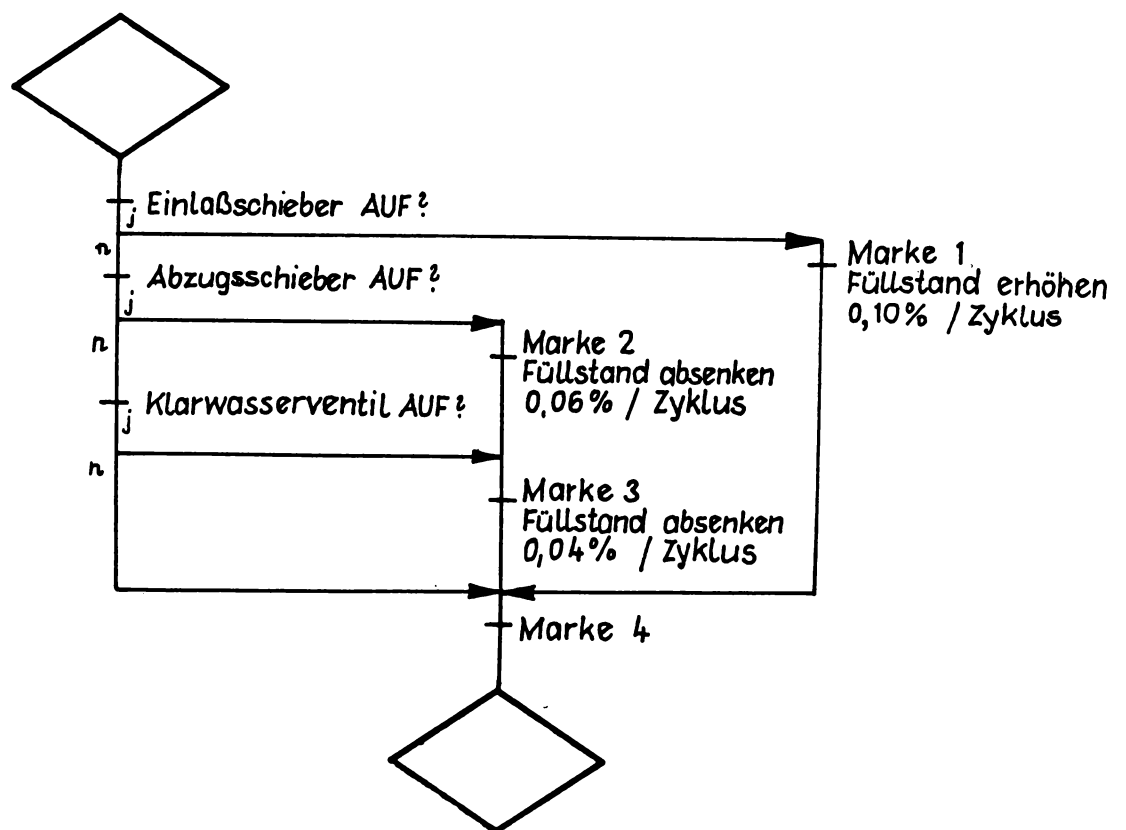 Einlaßschieber AUF?
j
n
Marke 1
Füllstand erhöhen
0,10% / Zyklus
Abzugsschieber AUF?
j
n
Marke 2
Füllstand absenken
0,06% / Zyklus
Klarwasserventil AUF?
j
n
Marke 3
Füllstand absenken
0,04% / Zyklus
Marke 4